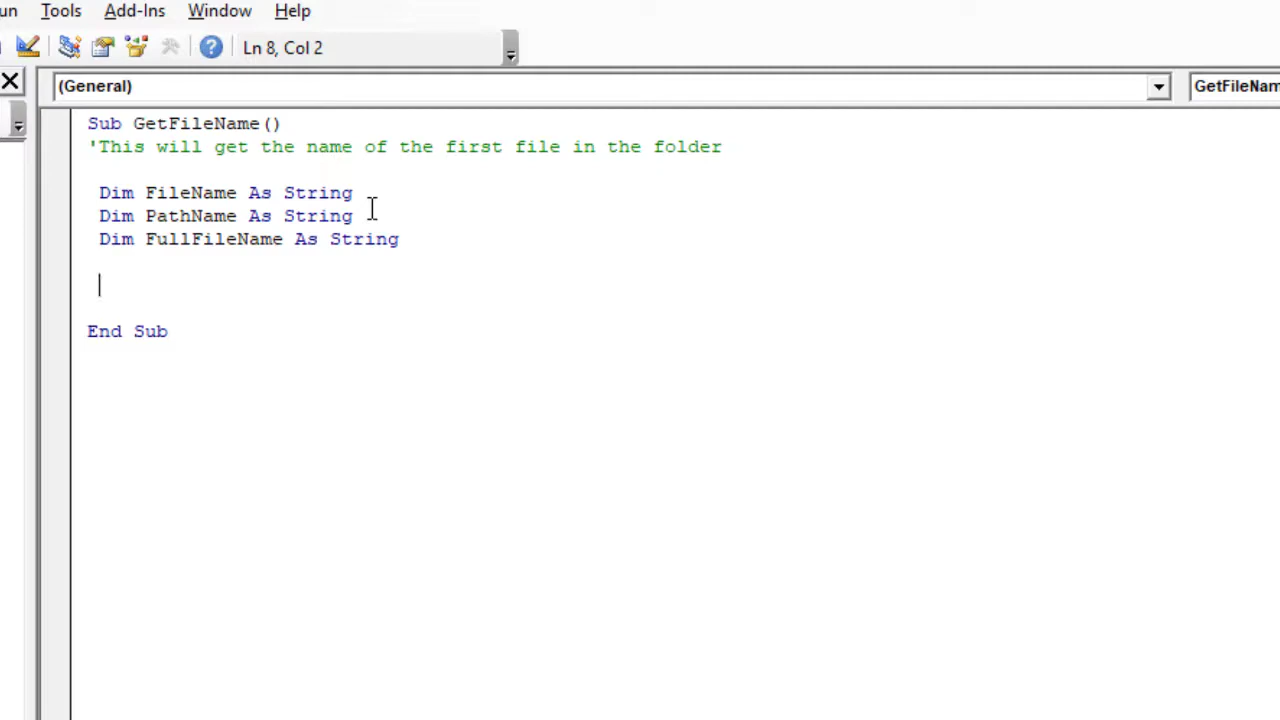 un Tools Add-Ins Window Help
Ln 8, Col 2
(General)
GetFileNam
Sub GetFileName()
'This will get the name of the first file in the folder
Dim FileName As String
Dim PathName As String
Dim FullFileName As String
End Sub